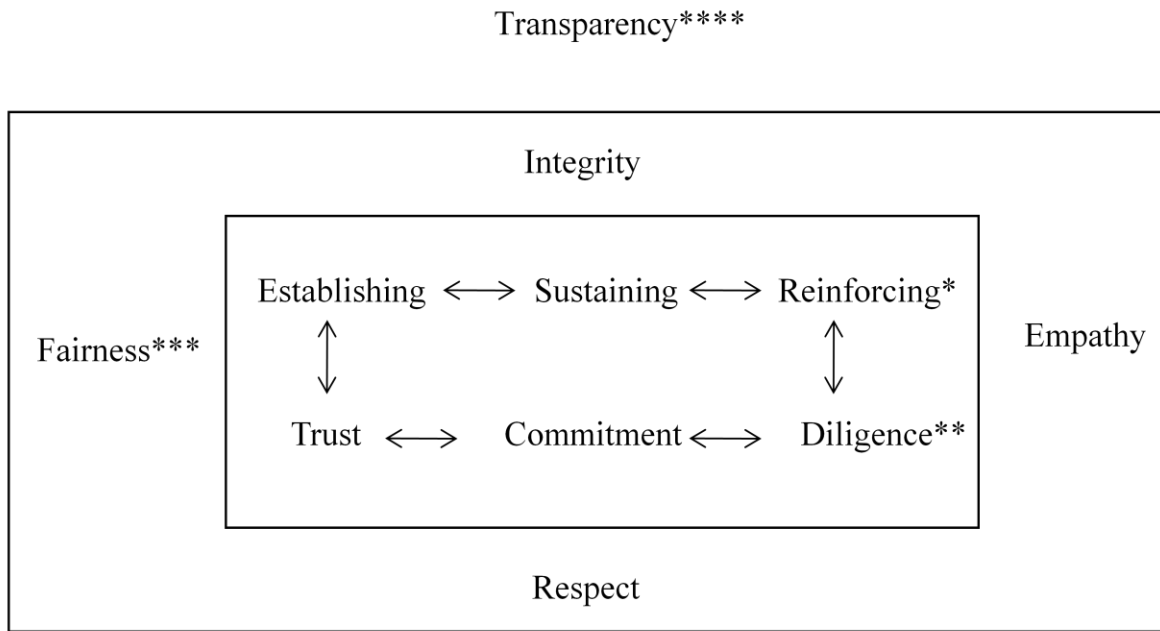 Transparency****
Integrity
Establishing Sustaining Reinforcing*
Fairness*** Empathy
Trust Commitment Diligence**
Respect